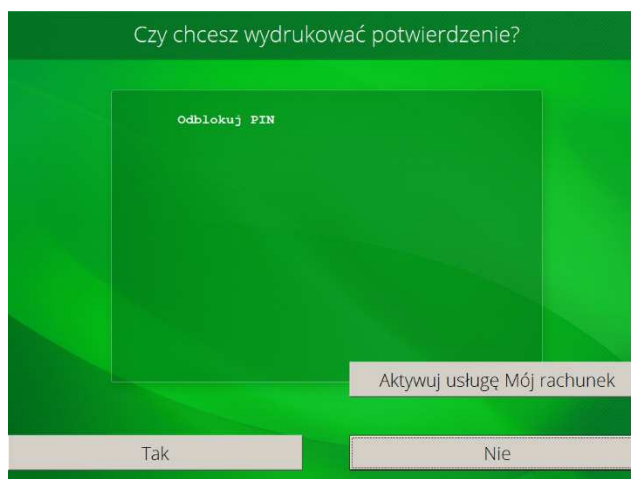 Czy chcesz wydrukować potwierdzenie?
Odblokuj PIN
Aktywuj usługę Mój rachunek
Tak
Nie